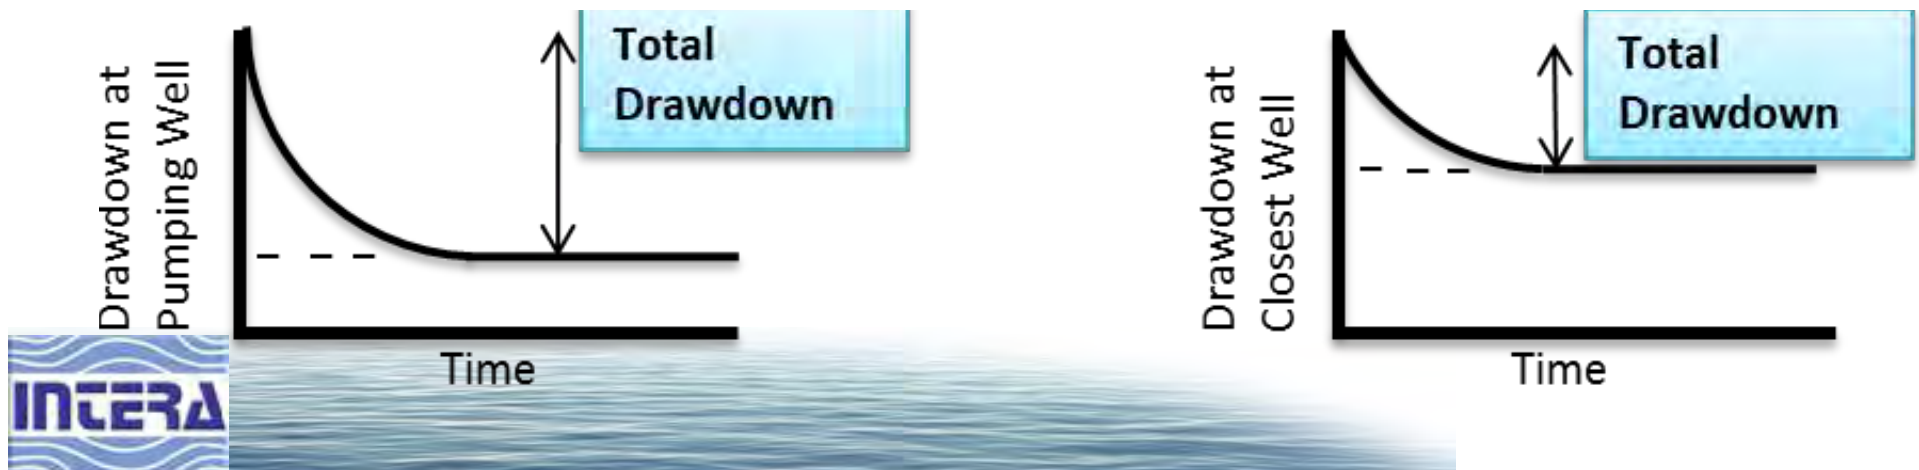 Drawdown at
Pumping Well
Total
Drawdown
Time
Drawdown at
Closest Well
Total
Drawdown
Time
INTERA